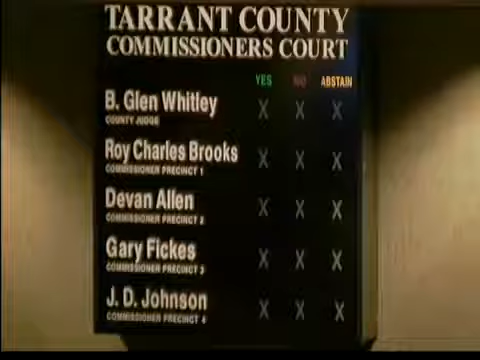 TARRANT COUNTY
COMMISSIONERS COURT
YES NO ABSTAIN
B. Glen Whitley X X X
COUNTY JUDGE
Roy Charles Brooks X X X
COMMISSIONER PRECINCT 1
Devan Allen X X X
COMMISSIONER PRECINCT 2
Gary Fickes X X X
COMMISSIONER PRECINCT 3
J. D. Johnson X X X
COMMISSIONER PRECINCT 4